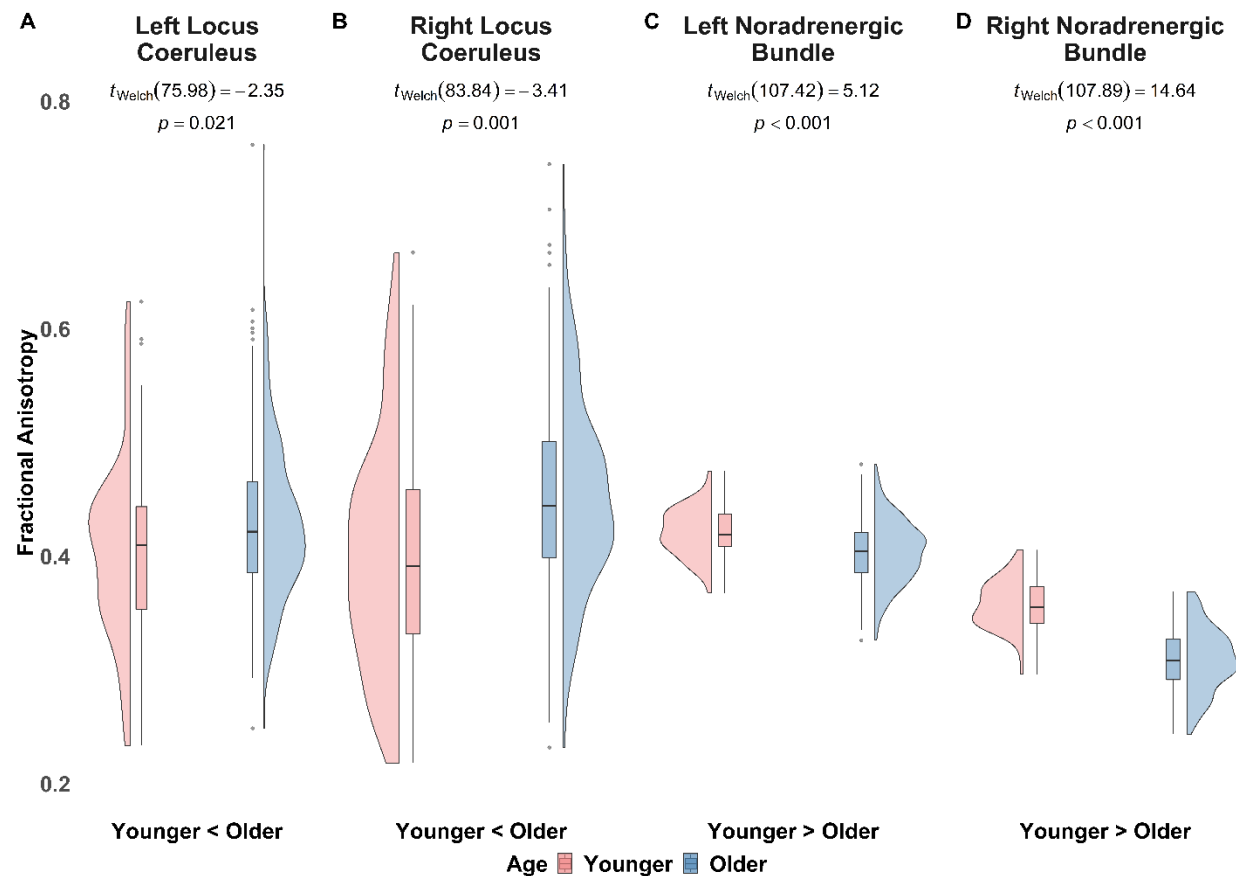 A
Left Locus
Coeruleus
tWelch(75.98) = −2.35
p = 0.021
B
Right Locus
Coeruleus
tWelch(83.84) = −3.41
p = 0.001
C
Left Noradrenergic
Bundle
tWelch(107.42) = 5.12
p < 0.001
D
Right Noradrenergic
Bundle
tWelch(107.89) = 14.64
p < 0.001
Fractional Anisotropy
0.8
0.6
0.4
0.2
Younger < Older
Younger < Older
Younger > Older
Younger > Older
Age Younger Older